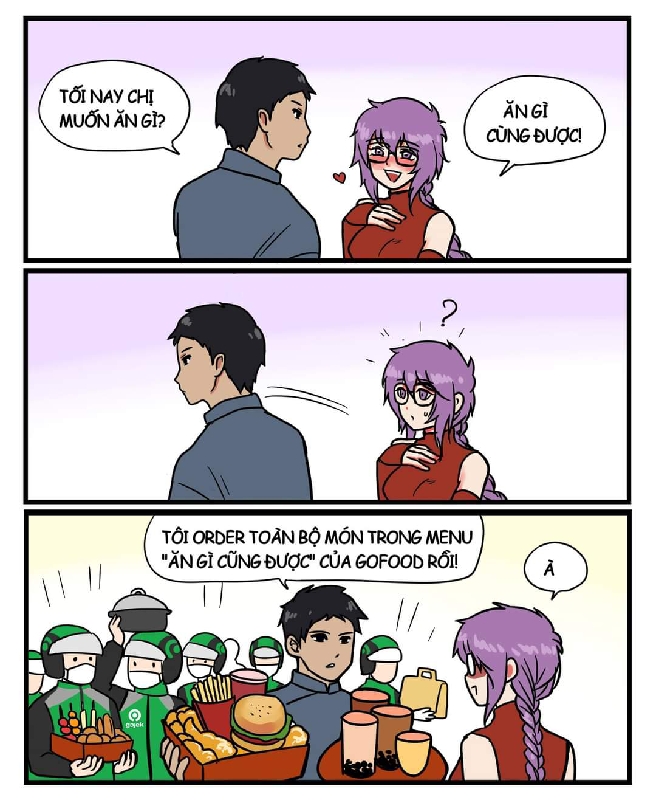 TỐI NAY CHỊ
MUỐN ĂN GÌ?
ĂN GÌ
CŨNG ĐƯỢC!
?
TÔI ORDER TOÀN BỘ MÓN TRONG MENU
"ĂN GÌ CŨNG ĐƯỢC" CỦA GOFOOD RỒI!
À
gojek